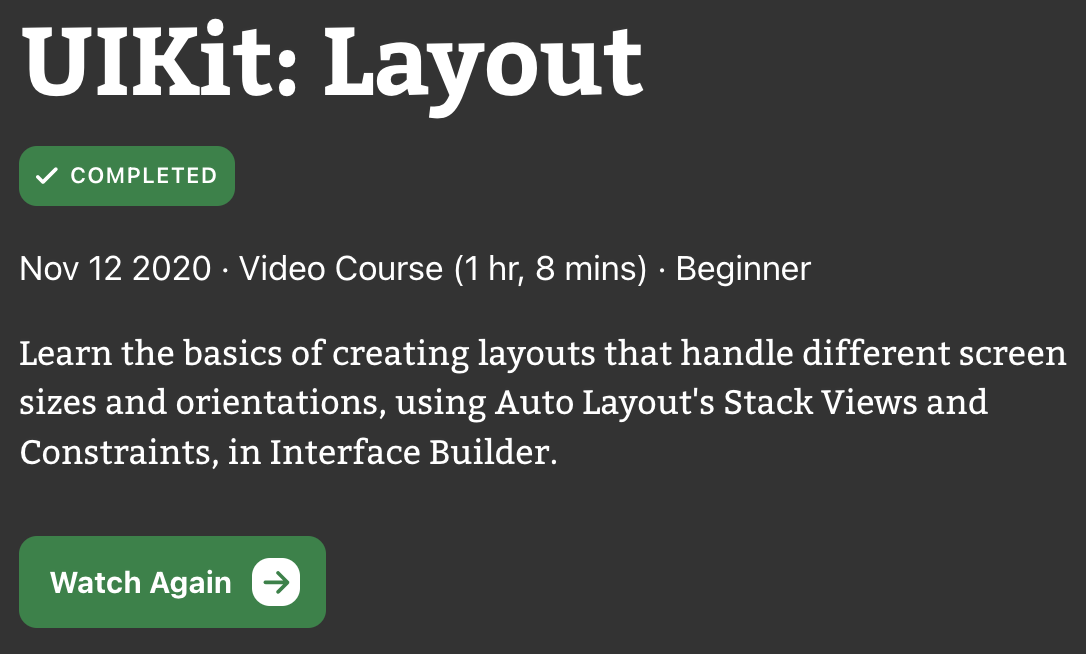 UIKit: Layout
COMPLETED
Nov 12 2020 · Video Course (1 hr, 8 mins) · Beginner
Learn the basics of creating layouts that handle different screen
sizes and orientations, using Auto Layout's Stack Views and
Constraints, in Interface Builder.
Watch Again